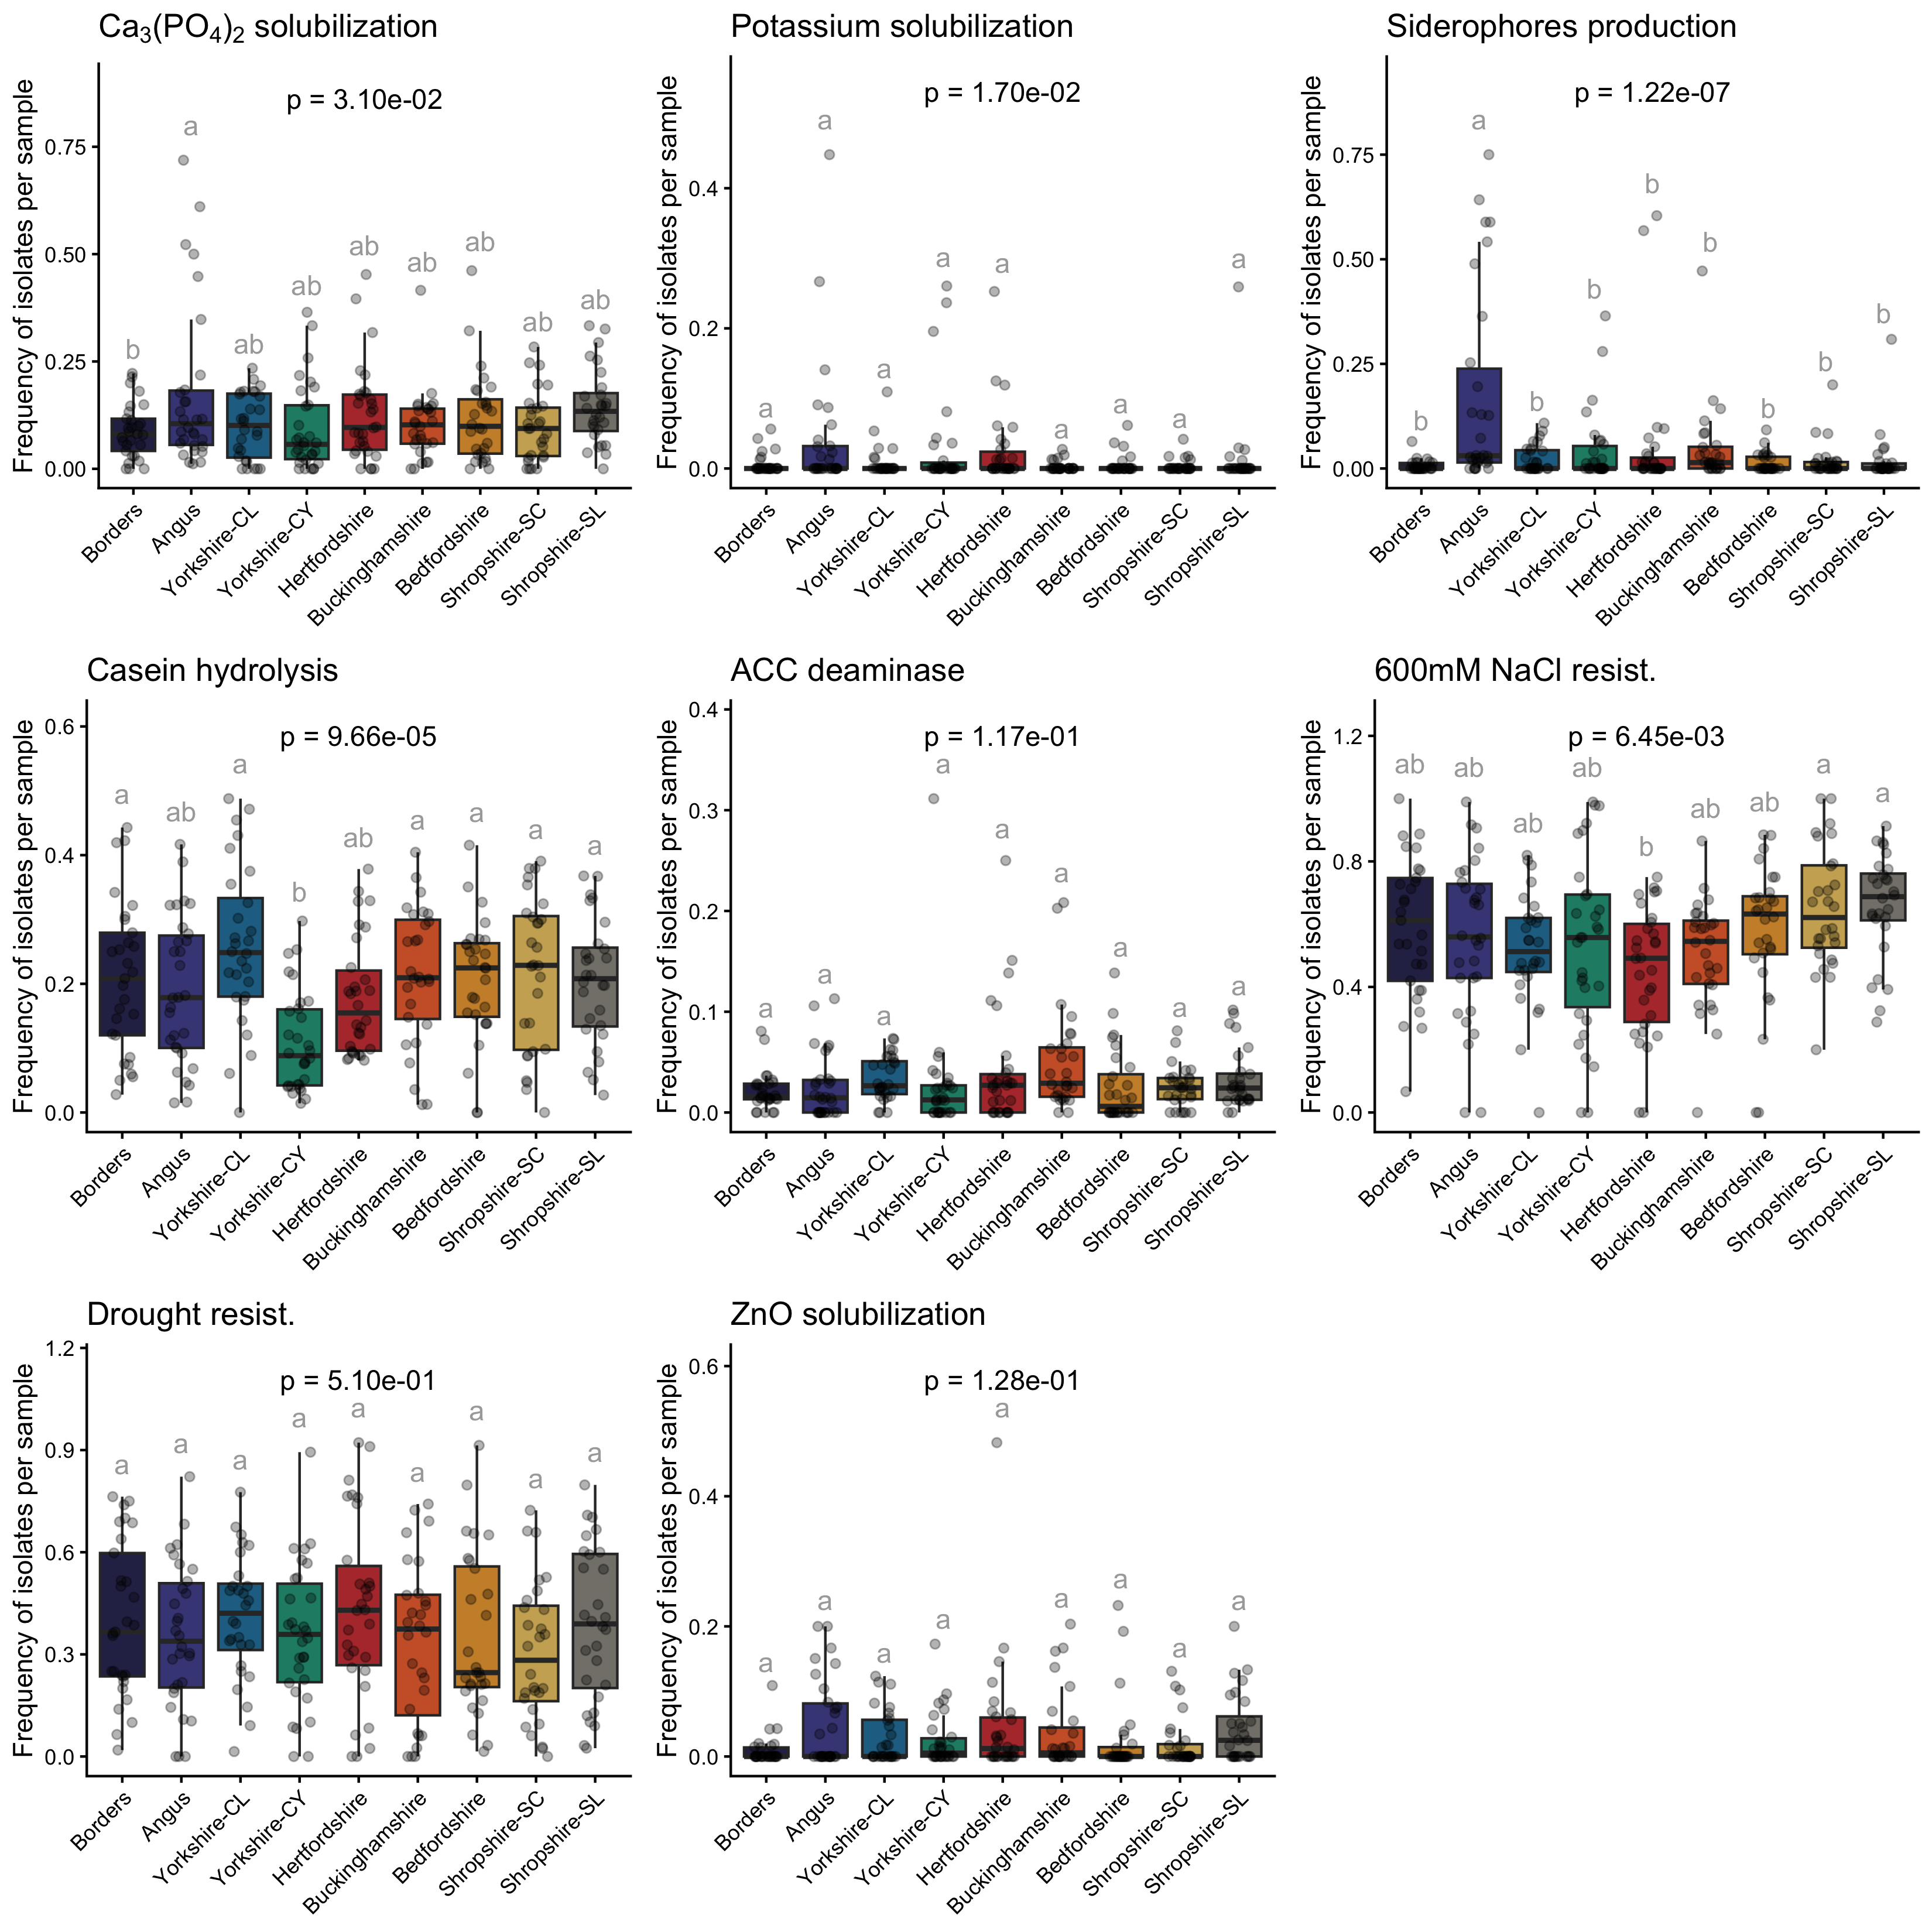 Ca₃(PO₄)₂ solubilization
Frequency of isolates per sample
p = 3.10e-02
0.75
0.50
0.25
0.00
b
a
ab
ab
ab
ab
ab
ab
ab
Borders
Angus
Yorkshire-CL
Yorkshire-CY
Hertfordshire
Buckinghamshire
Bedfordshire
Shropshire-SC
Shropshire-SL
Potassium solubilization
Frequency of isolates per sample
p = 1.70e-02
0.4
0.2
0.0
a
a
a
a
a
a
a
a
a
Borders
Angus
Yorkshire-CL
Yorkshire-CY
Hertfordshire
Buckinghamshire
Bedfordshire
Shropshire-SC
Shropshire-SL
Siderophores production
Frequency of isolates per sample
p = 1.22e-07
0.75
0.50
0.25
0.00
b
a
b
b
b
b
b
b
b
Borders
Angus
Yorkshire-CL
Yorkshire-CY
Hertfordshire
Buckinghamshire
Bedfordshire
Shropshire-SC
Shropshire-SL
Casein hydrolysis
Frequency of isolates per sample
p = 9.66e-05
0.6
0.4
0.2
0.0
a
ab
a
b
ab
a
a
a
a
Borders
Angus
Yorkshire-CL
Yorkshire-CY
Hertfordshire
Buckinghamshire
Bedfordshire
Shropshire-SC
Shropshire-SL
ACC deaminase
Frequency of isolates per sample
p = 1.17e-01
0.4
0.3
0.2
0.1
0.0
a
a
a
a
a
a
a
a
a
Borders
Angus
Yorkshire-CL
Yorkshire-CY
Hertfordshire
Buckinghamshire
Bedfordshire
Shropshire-SC
Shropshire-SL
600mM NaCl resist.
Frequency of isolates per sample
p = 6.45e-03
1.2
0.8
0.4
0.0
ab
ab
ab
ab
b
ab
ab
a
a
Borders
Angus
Yorkshire-CL
Yorkshire-CY
Hertfordshire
Buckinghamshire
Bedfordshire
Shropshire-SC
Shropshire-SL
Drought resist.
Frequency of isolates per sample
p = 5.10e-01
1.2
0.9
0.6
0.3
0.0
a
a
a
a
a
a
a
a
a
Borders
Angus
Yorkshire-CL
Yorkshire-CY
Hertfordshire
Buckinghamshire
Bedfordshire
Shropshire-SC
Shropshire-SL
ZnO solubilization
Frequency of isolates per sample
p = 1.28e-01
0.6
0.4
0.2
0.0
a
a
a
a
a
a
a
a
a
Borders
Angus
Yorkshire-CL
Yorkshire-CY
Hertfordshire
Buckinghamshire
Bedfordshire
Shropshire-SC
Shropshire-SL